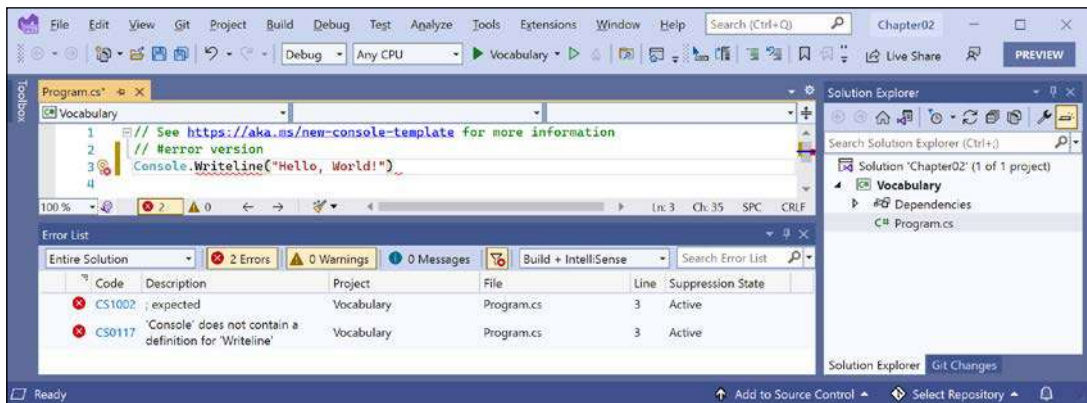 File Edit View Git Project Build Debug Test Analyze Tools Extensions Window Help Search (Ctrl+Q) Chapter02
Debug Any CPU Vocabulary Live Share PREVIEW
Toolbox
Program.cs*
Vocabulary
1 // See https://aka.ms/new-console-template for more information
2 // #error version
3 Console.Writeline("Hello, World!")
4
100 % 2 0 Ln: 3 Ch: 35 SPC CRLF
Error List
Entire Solution 2 Errors 0 Warnings 0 Messages Build + IntelliSense Search Error List
Code Description Project File Line Suppression State
CS1002 ; expected Vocabulary Program.cs 3 Active
CS0117 'Console' does not contain a definition for 'Writeline' Vocabulary Program.cs 3 Active
Solution Explorer
Search Solution Explorer (Ctrl+;)
Solution 'Chapter02' (1 of 1 project)
Vocabulary
Dependencies
C# Program.cs
Solution Explorer Git Changes
Ready Add to Source Control Select Repository